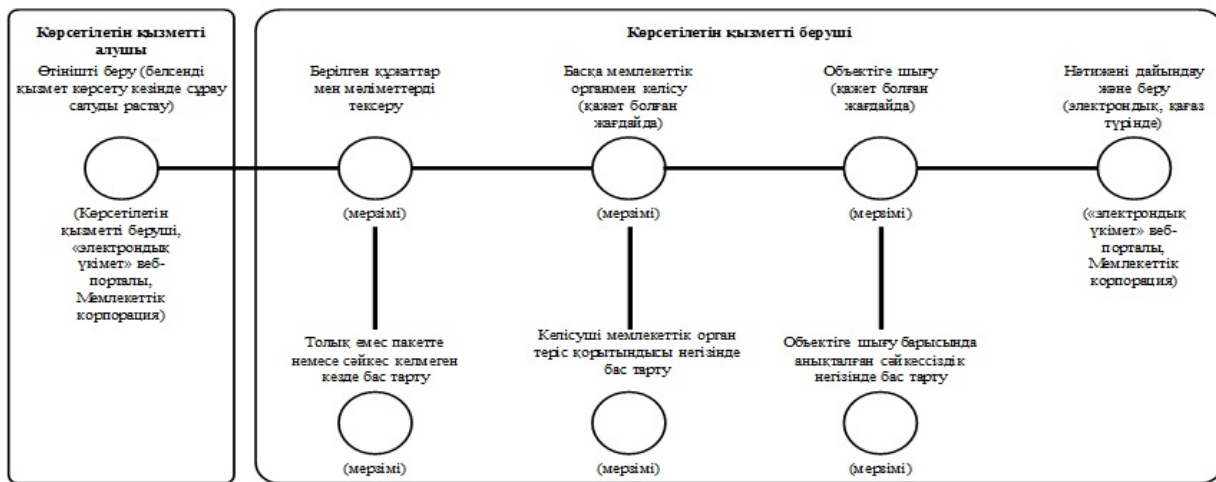 Көрсетілетін қызметті
алушы
Өтінішті беру (белсенді
қызмет көрсету кезінде сұрау
салуды растау)
(Көрсетілетін
қызметті беруші,
«электрондық
үкімет» веб-
порталы,
Мемлекеттік
корпорация)
Көрсетілетін қызметті беруші
Берілген құжаттар
мен мәліметтерді
тексеру
(мерзімі)
Басқа мемлекеттік
органмен келісу
(қажет болған
жағдайда)
(мерзімі)
Объектіге шығу
(қажет болған
жағдайда)
(мерзімі)
Нәтижені дайындау
және беру
(электрондық, қағаз
түрінде)
(«электрондық
үкімет» веб-
порталы,
Мемлекеттік
корпорация)
Толық емес пакетте
немесе сәйкес келмеген
кезде бас тарту
(мерзімі)
Келісуші мемлекеттік орган
теріс қорытындысы негізінде
бас тарту
(мерзімі)
Объектіге шығу барысында
анықталған сәйкессіздік
негізінде бас тарту
(мерзімі)